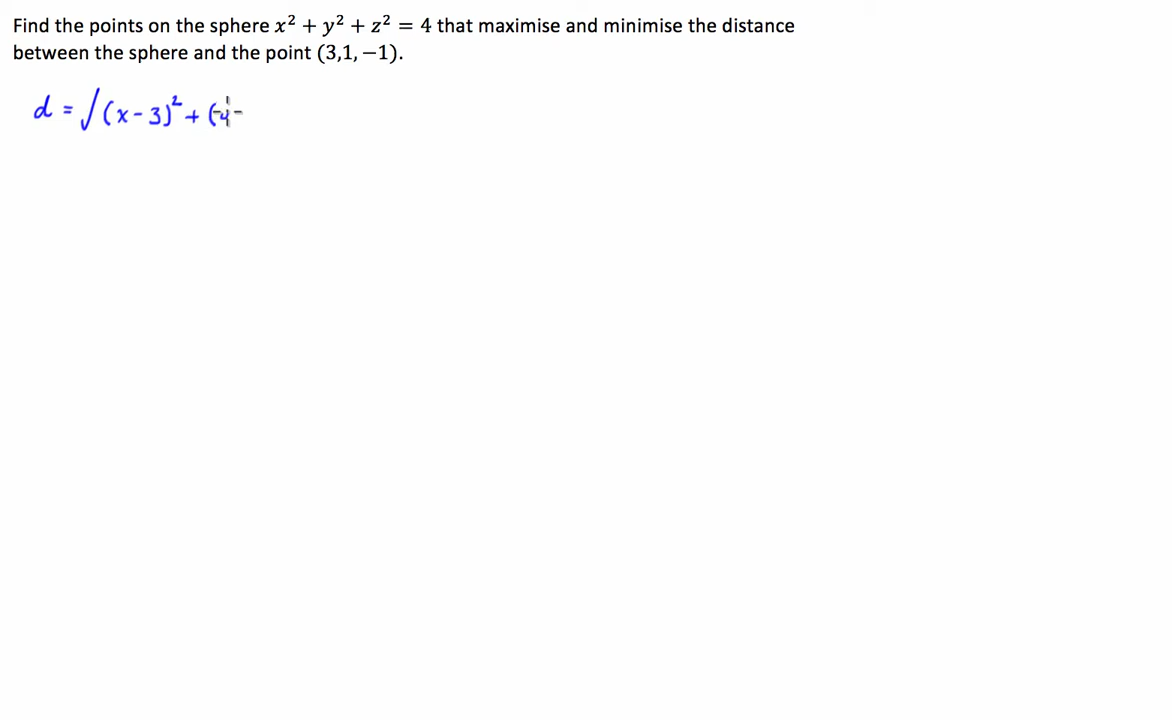 Find the points on the sphere 𝑥² + 𝑦² + 𝑧² = 4 that maximise and minimise the distance
between the sphere and the point (3,1, −1).
d = √(x - 3)² + (y